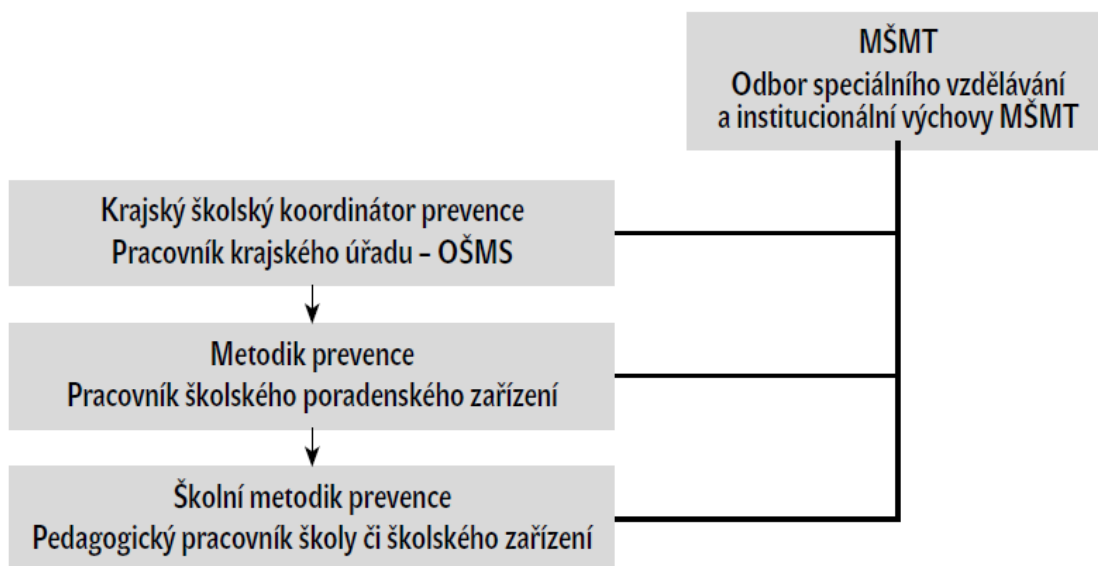 MŠMT
Odbor speciálního vzdělávání
a institucionální výchovy MŠMT
Krajský školský koordinátor prevence
Pracovník krajského úřadu – OŠMS
Metodik prevence
Pracovník školského poradenského zařízení
Školní metodik prevence
Pedagogický pracovník školy či školského zařízení